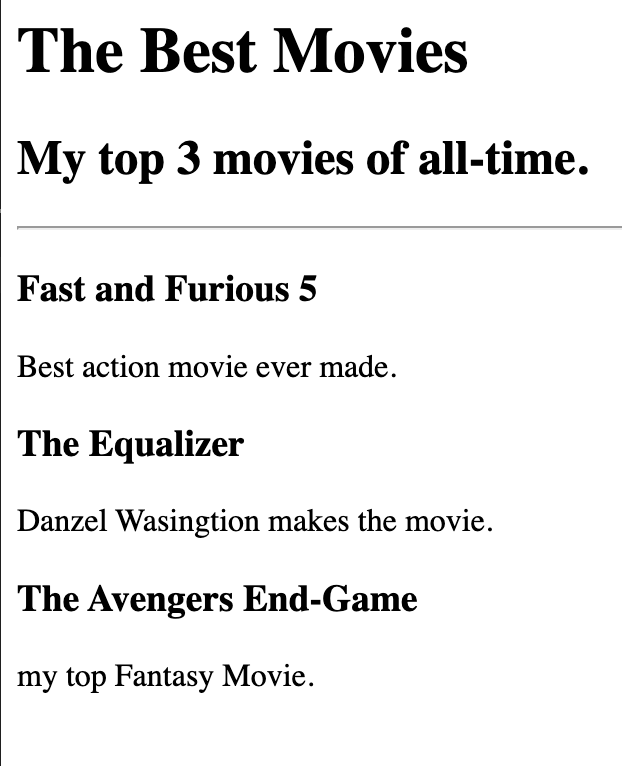 The Best Movies
My top 3 movies of all-time.
Fast and Furious 5
Best action movie ever made.
The Equalizer
Danzel Wasingtion makes the movie.
The Avengers End-Game
my top Fantasy Movie.